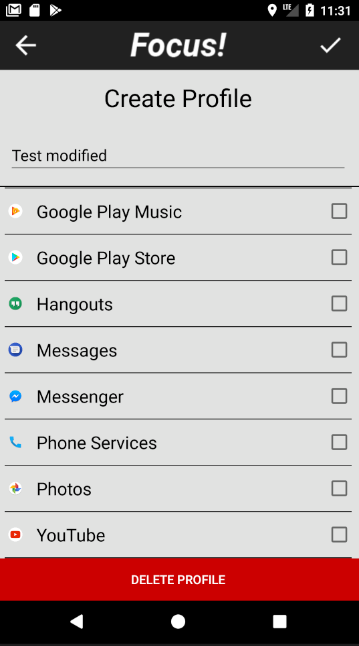 LTE 11:31
Focus!
Create Profile
Test modified
Google Play Music
Google Play Store
Hangouts
Messages
Messenger
Phone Services
Photos
YouTube
DELETE PROFILE